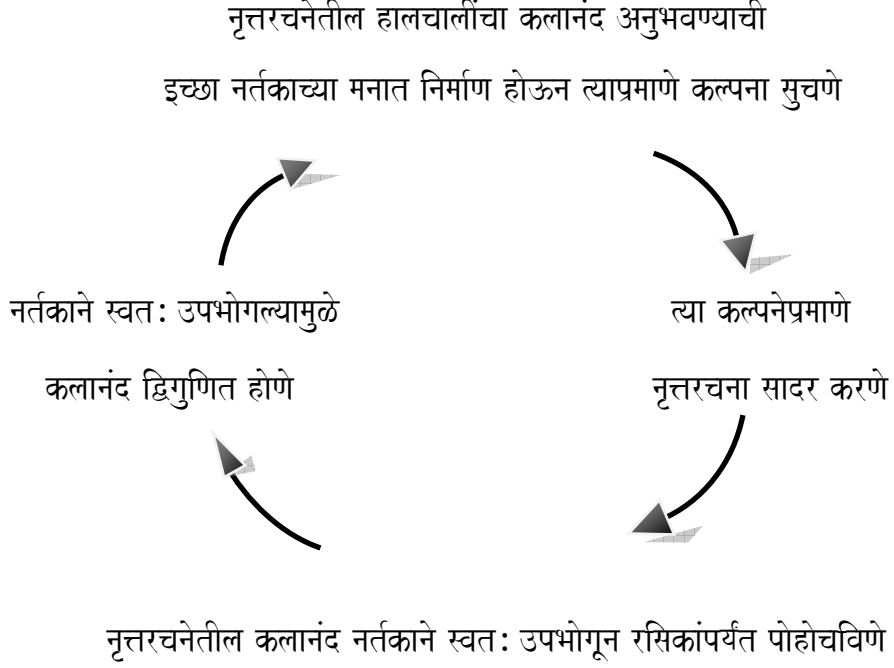 नृत्तरचनेतील हालचालींचा कलानंद अनुभवण्याची
इच्छा नर्तकाच्या मनात निर्माण होऊन त्याप्रमाणे कल्पना सुचणे
त्या कल्पनेप्रमाणे
नृत्तरचना सादर करणे
नृत्तरचनेतील कलानंद नर्तकाने स्वत: उपभोगून रसिकांपर्यंत पोहोचविणे
नर्तकाने स्वत: उपभोगल्यामुळे
कलानंद द्विगुणित होणे